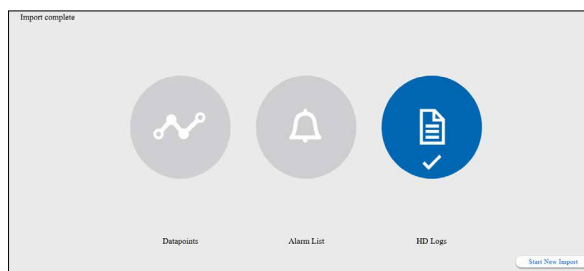 Import complete
Datapoints
Alarm List
HD Logs
Start New Import